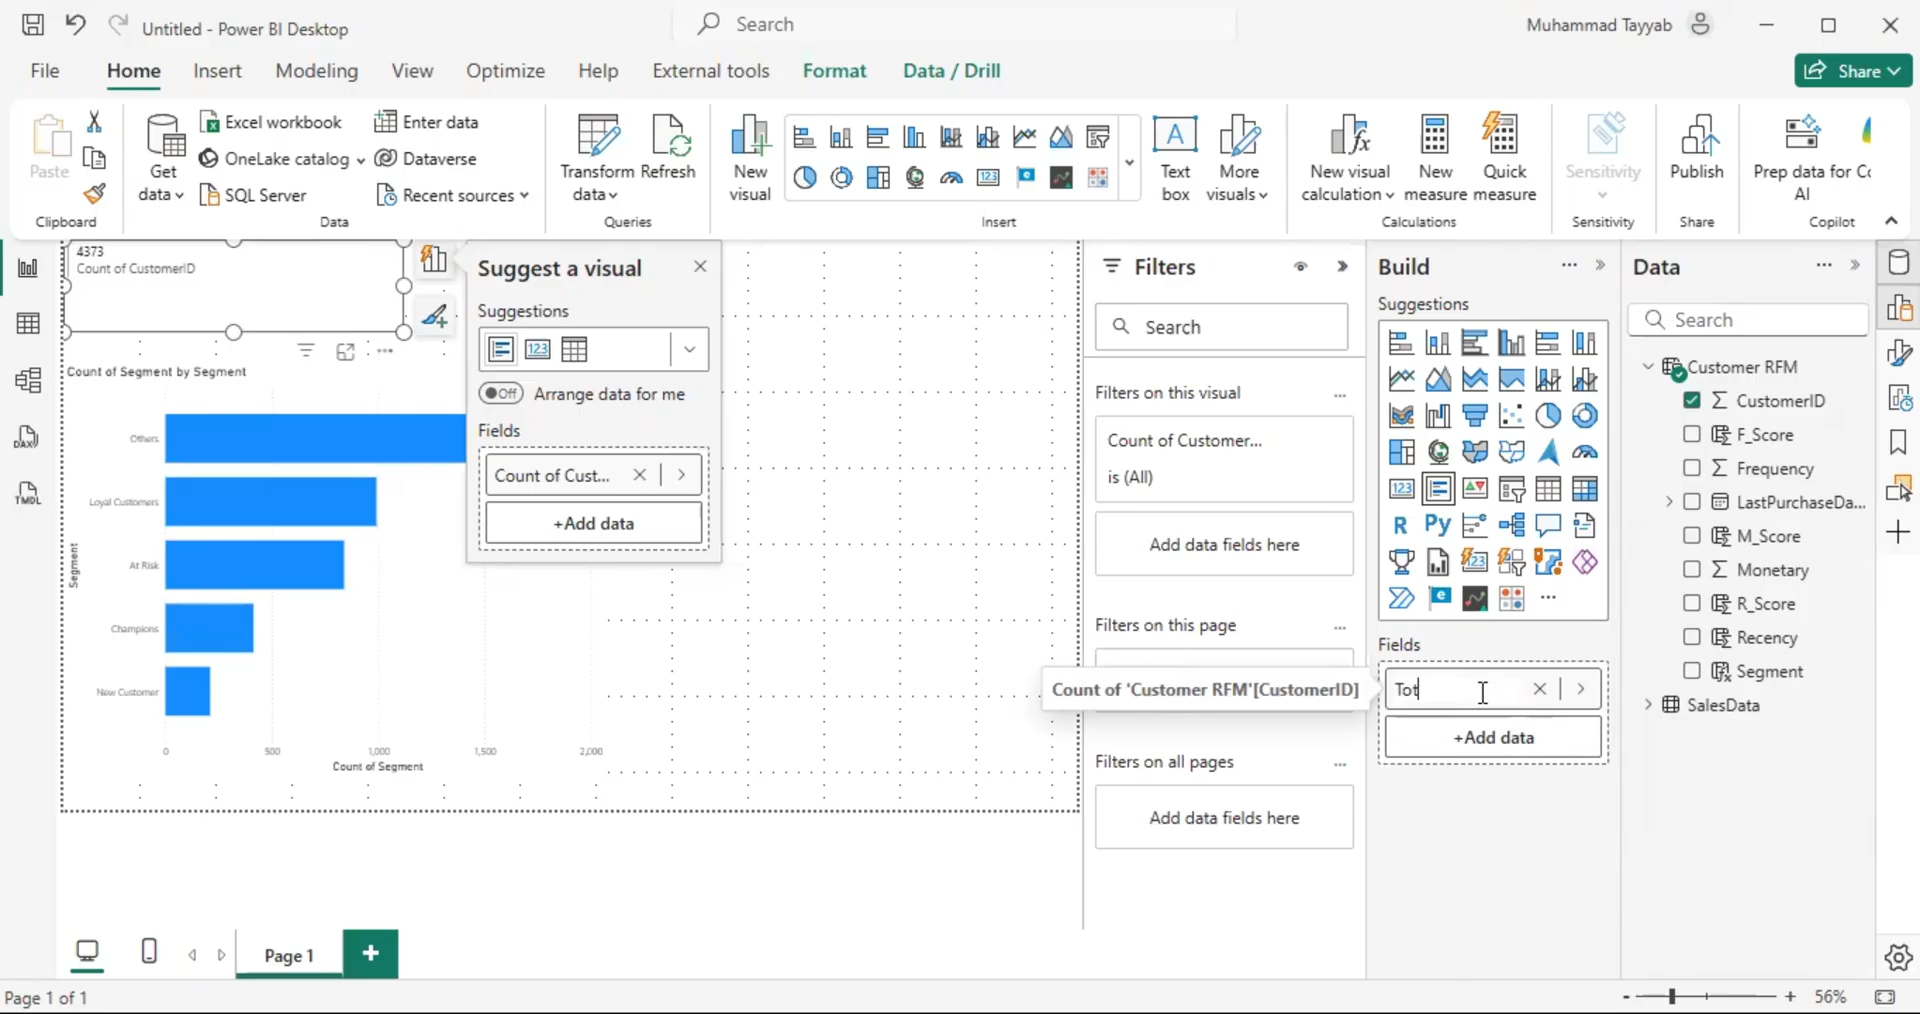 Untitled - Power BI Desktop
Search
Muhammad Tayyab
File
Home
Insert
Modeling
View
Optimize
Help
External tools
Format
Data / Drill
Share
Paste
Clipboard
Get
data
Excel workbook
OneLake catalog
SQL Server
Enter data
Dataverse
Recent sources
Data
Transform
data
Refresh
Queries
New
visual
Text
box
More
visuals
Insert
New visual
calculation
New
measure
Quick
measure
Calculations
Sensitivity
Sensitivity
Publish
Share
Prep data for
AI
Copilot
4373
Count of CustomerID
Count of Segment by Segment
Others
Loyal Customers
At Risk
Champions
New Customer
Segment
0
500
1,000
1,500
2,000
Count of Segment
Suggest a visual
Suggestions
123
Off
Arrange data for me
Fields
Count of Cust...
+Add data
Filters
Search
Filters on this visual
...
Count of Customer...
is (All)
Add data fields here
Filters on this page
...
Count of 'Customer RFM'[CustomerID]
Filters on all pages
...
Add data fields here
Build
Suggestions
123
R
Py
Fields
Tot
+Add data
Data
Search
Customer RFM
CustomerID
F_Score
Frequency
LastPurchaseDa...
M_Score
Monetary
R_Score
Recency
Segment
SalesData
DAX
TMDL
Page 1
Page 1 of 1
56%